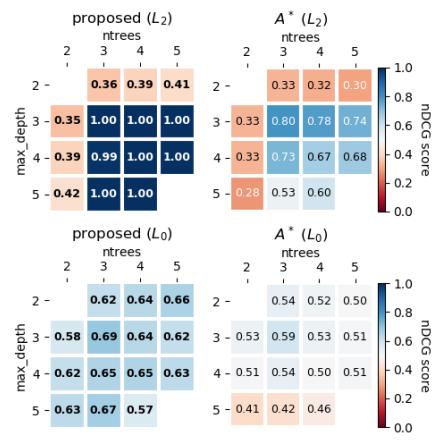 proposed (L₂)
ntrees
2 3 4 5
max_depth
2 0.36 0.39 0.41
3 0.35 1.00 1.00 1.00
4 0.39 0.99 1.00 1.00
5 0.42 1.00 1.00
A* (L₂)
ntrees
2 3 4 5
2 0.33 0.32 0.30
3 0.33 0.80 0.78 0.74
4 0.33 0.73 0.67 0.68
5 0.28 0.53 0.60
1.0
0.8
0.6
0.4
0.2
0.0
nDCG score
proposed (L₀)
ntrees
2 3 4 5
max_depth
2 0.62 0.64 0.66
3 0.58 0.69 0.64 0.62
4 0.62 0.65 0.65 0.63
5 0.63 0.67 0.57
A* (L₀)
ntrees
2 3 4 5
2 0.54 0.52 0.50
3 0.53 0.59 0.53 0.51
4 0.51 0.54 0.50 0.51
5 0.41 0.42 0.46
1.0
0.8
0.6
0.4
0.2
0.0
nDCG score